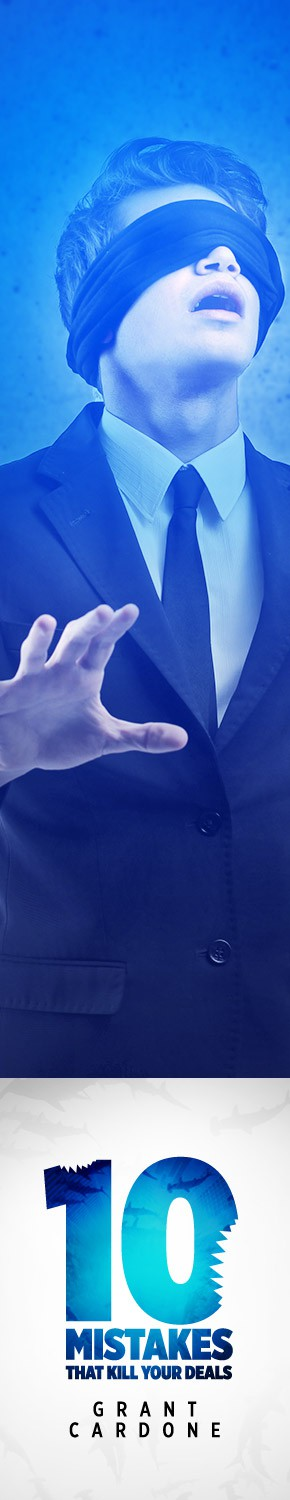 10
MISTAKES
THAT KILL YOUR DEALS
GRANT
CARDONE